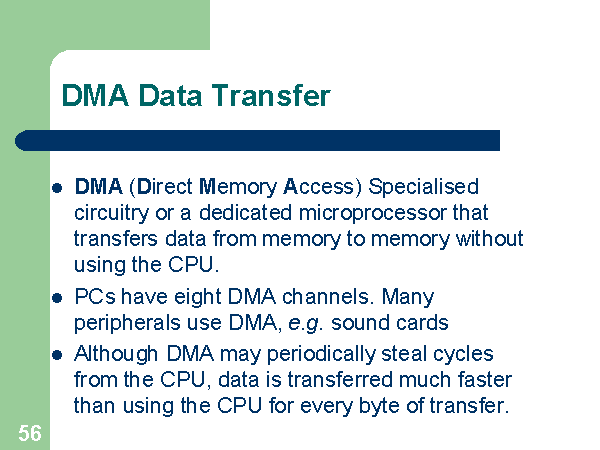 DMA Data Transfer
DMA (Direct Memory Access) Specialised
circuitry or a dedicated microprocessor that
transfers data from memory to memory without
using the CPU.
PCs have eight DMA channels. Many
peripherals use DMA, e.g. sound cards
Although DMA may periodically steal cycles
from the CPU, data is transferred much faster
than using the CPU for every byte of transfer.
56